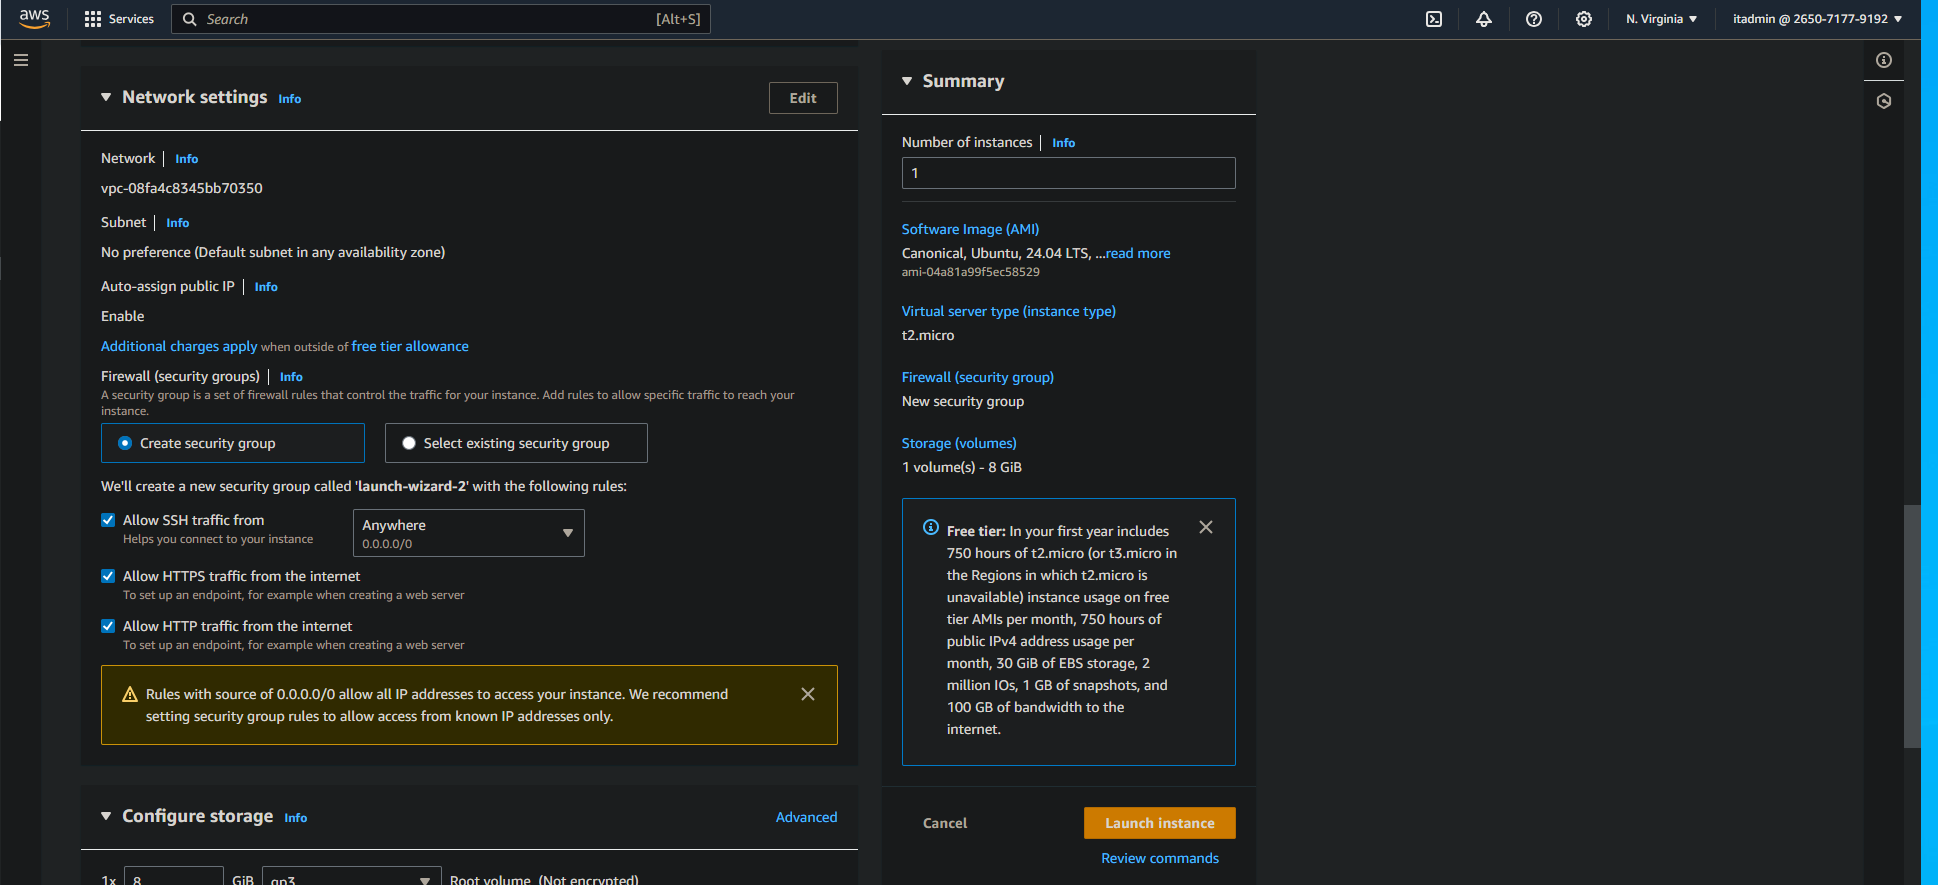 aws
Services
Search
[Alt+S]
N. Virginia
itadmin @ 2650-7177-9192
Network settings Info
Edit
Network Info
vpc-08fa4c8345bb70350
Subnet Info
No preference (Default subnet in any availability zone)
Auto-assign public IP Info
Enable
Additional charges apply when outside of free tier allowance
Firewall (security groups) Info
A security group is a set of firewall rules that control the traffic for your instance. Add rules to allow specific traffic to reach your
instance.
Create security group
Select existing security group
We'll create a new security group called 'launch-wizard-2' with the following rules:
Allow SSH traffic from
Helps you connect to your instance
Anywhere
0.0.0.0/0
Allow HTTPS traffic from the internet
To set up an endpoint, for example when creating a web server
Allow HTTP traffic from the internet
To set up an endpoint, for example when creating a web server
Rules with source of 0.0.0.0/0 allow all IP addresses to access your instance. We recommend
setting security group rules to allow access from known IP addresses only.
Configure storage Info
Advanced
1x 8 GiB gp3 Root volume (Not encrypted)
Summary
Number of instances Info
1
Software Image (AMI)
Canonical, Ubuntu, 24.04 LTS, ...read more
ami-04a81a99f5ec58529
Virtual server type (instance type)
t2.micro
Firewall (security group)
New security group
Storage (volumes)
1 volume(s) - 8 GiB
Free tier: In your first year includes
750 hours of t2.micro (or t3.micro in
the Regions in which t2.micro is
unavailable) instance usage on free
tier AMIs per month, 750 hours of
public IPv4 address usage per
month, 30 GiB of EBS storage, 2
million IOs, 1 GB of snapshots, and
100 GB of bandwidth to the
internet.
Cancel
Launch instance
Review commands